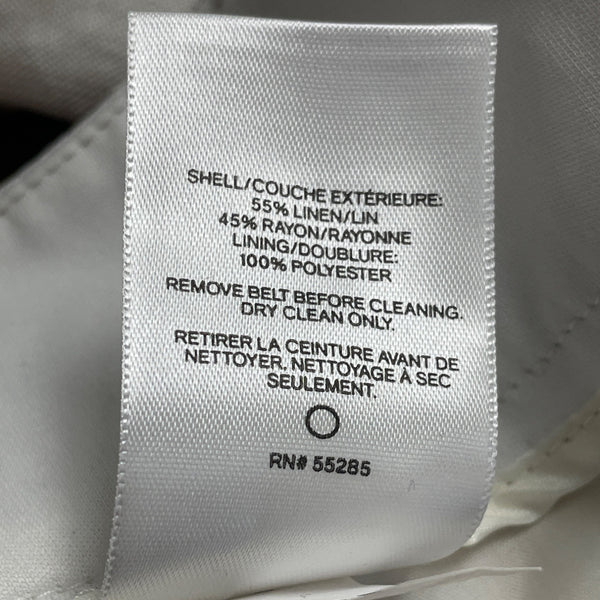 SHELL/COUCHE EXTÉRIEURE:
55% LINEN/LIN
45% RAYON/RAYONNE
LINING/DOUBLURE:
100% POLYESTER
REMOVE BELT BEFORE CLEANING.
DRY CLEAN ONLY.
RETIRER LA CEINTURE AVANT DE
NETTOYER. NETTOYAGE À SEC
SEULEMENT.
RN# 55285